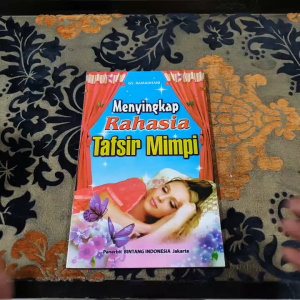 Menyingkap
Rahasia
Tafsir Mimpi
Penerbit BINTANG INDONESIA Jakarta